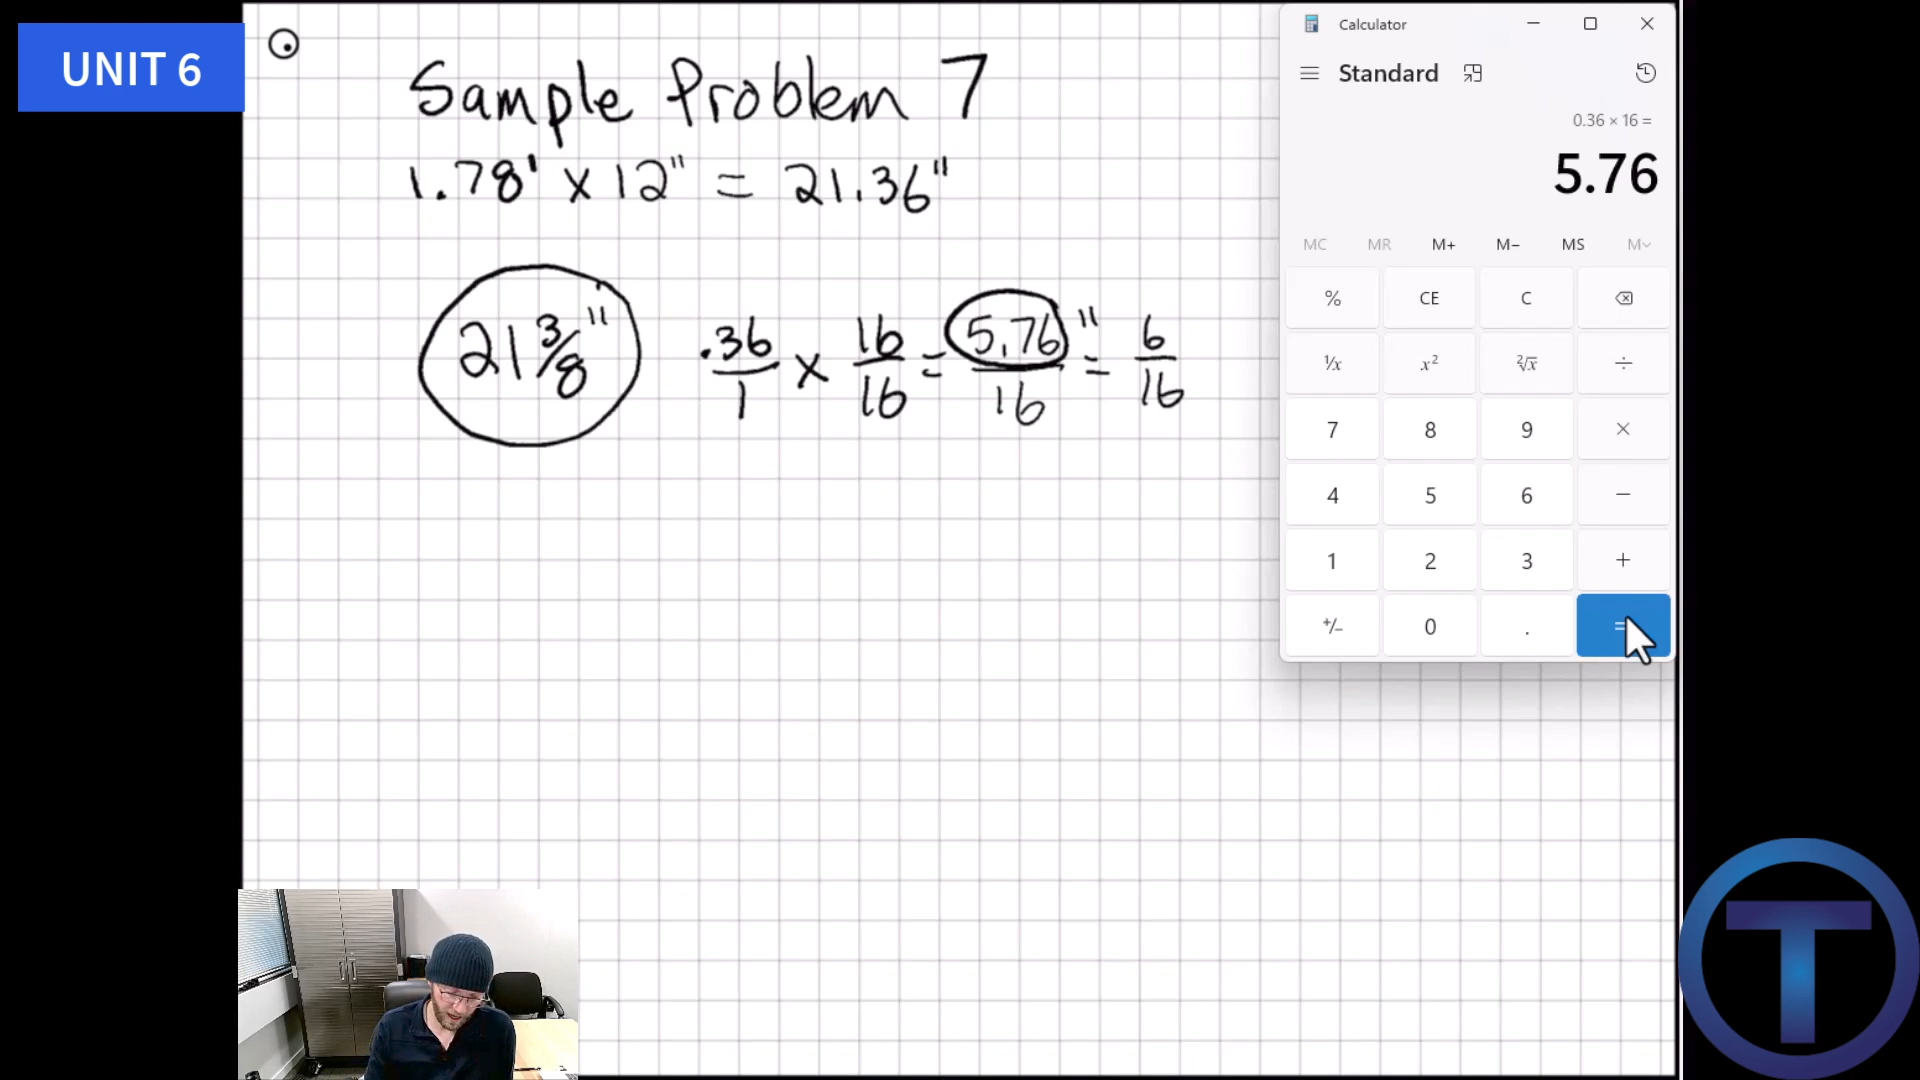 UNIT 6
Sample Problem 7
1.78' x 12" = 21.36"
21 3/8" .36/1 x 16/16 = 5.76"/16 = 6/16
Calculator
Standard
0.36 × 16 =
5.76
MC MR M+ M− MS M
% CE C
¹/x x² ²√x ÷
7 8 9 ×
4 5 6 −
1 2 3 +
+/− 0 . =
T